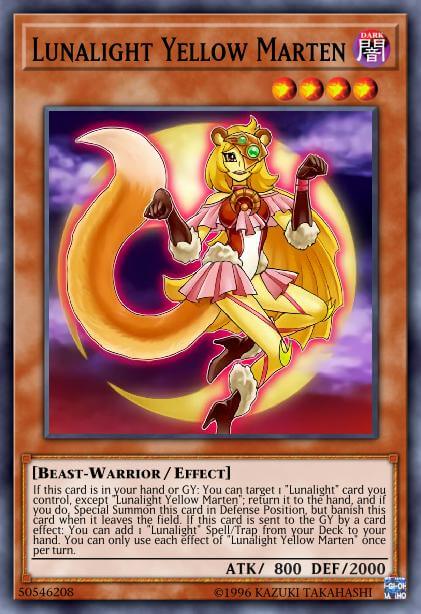 LUNALIGHT YELLOW MARTEN
DARK
闇
[BEAST-WARRIOR / EFFECT]
If this card is in your hand or GY: You can target 1 "Lunalight" card you
control, except "Lunalight Yellow Marten"; return it to the hand, and if
you do, Special Summon this card in Defense Position, but banish this
card when it leaves the field. If this card is sent to the GY by a card
effect: You can add 1 "Lunalight" Spell/Trap from your Deck to your
hand. You can only use each effect of "Lunalight Yellow Marten" once
per turn.
ATK/ 800 DEF/2000
50546208
©1996 KAZUKI TAKAHASHI